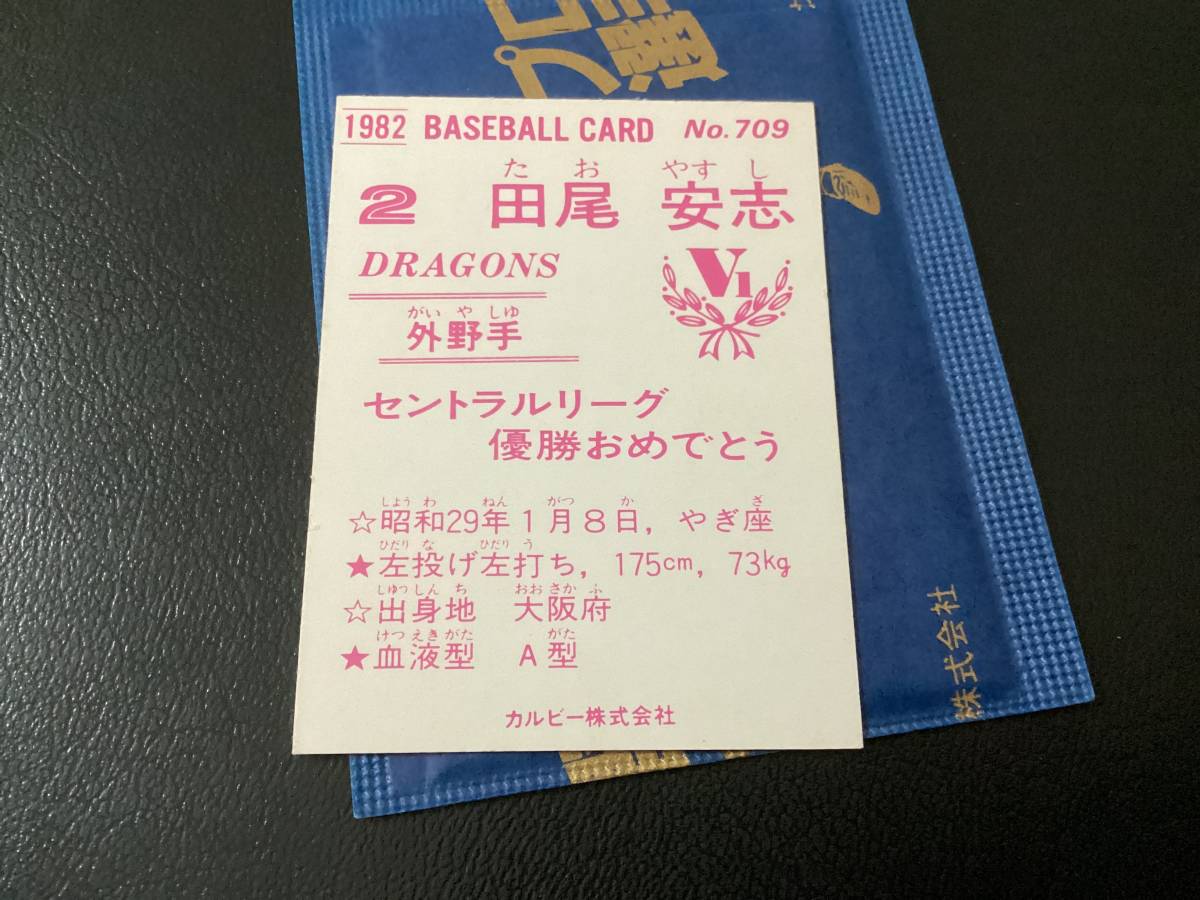 プロ
選
1982 BASEBALL CARD No.709
た お やす し
2 田尾 安志
DRAGONS
V1
がい や しゅ
外野手
セントラルリーグ
優勝おめでとう
しょう わ ねん がつ か ざ
☆昭和29年1月8日, やぎ座
ひだり な ひだり う
★左投げ左打ち, 175cm, 73kg
しゅっしん ち おおさか ふ
☆出身地 大阪府
けつ えき がた がた
★血液型 A型
カルビー株式会社
株式会社